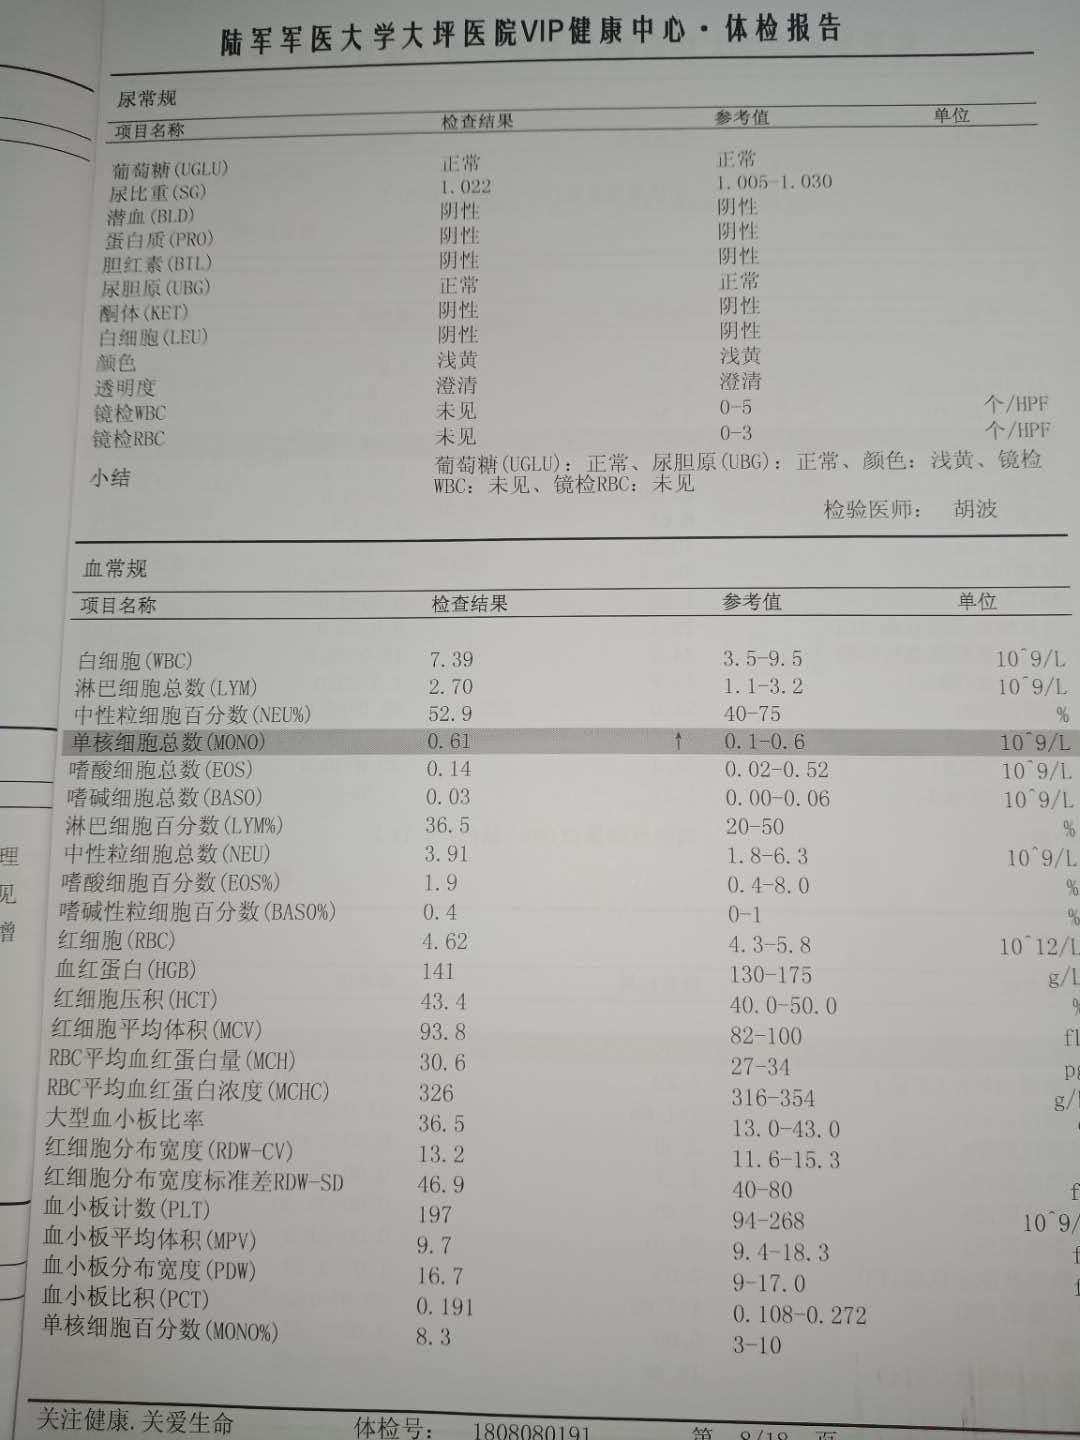 陆军军医大学大坪医院VIP健康中心·体检报告
尿常规
项目名称 检查结果 参考值 单位
葡萄糖(UGLU) 正常 正常
尿比重(SG) 1.022 1.005-1.030
潜血(BLD) 阴性 阴性
蛋白质(PRO) 阴性 阴性
胆红素(BIL) 阴性 阴性
尿胆原(UBG) 正常 正常
酮体(KET) 阴性 阴性
白细胞(LEU) 阴性 阴性
颜色 浅黄 浅黄
透明度 澄清 澄清
镜检WBC 未见 0-5 个/HPF
镜检RBC 未见 0-3 个/HPF
小结 葡萄糖(UGLU)：正常、尿胆原(UBG)：正常、颜色：浅黄、镜检
WBC：未见、镜检RBC：未见
检验医师： 胡波
血常规
项目名称 检查结果 参考值 单位
白细胞(WBC) 7.39 3.5-9.5 10^9/L
淋巴细胞总数(LYM) 2.70 1.1-3.2 10^9/L
中性粒细胞百分数(NEU%) 52.9 40-75 %
单核细胞总数(MONO) 0.61 ↑ 0.1-0.6 10^9/L
嗜酸细胞总数(EOS) 0.14 0.02-0.52 10^9/L
嗜碱细胞总数(BASO) 0.03 0.00-0.06 10^9/L
淋巴细胞百分数(LYM%) 36.5 20-50 %
中性粒细胞总数(NEU) 3.91 1.8-6.3 10^9/L
嗜酸细胞百分数(EOS%) 1.9 0.4-8.0 %
嗜碱性粒细胞百分数(BASO%) 0.4 0-1 %
红细胞(RBC) 4.62 4.3-5.8 10^12/L
血红蛋白(HGB) 141 130-175 g/L
红细胞压积(HCT) 43.4 40.0-50.0 %
红细胞平均体积(MCV) 93.8 82-100 fl
RBC平均血红蛋白量(MCH) 30.6 27-34 pg
RBC平均血红蛋白浓度(MCHC) 326 316-354 g/
大型血小板比率 36.5 13.0-43.0
红细胞分布宽度(RDW-CV) 13.2 11.6-15.3
红细胞分布宽度标准差RDW-SD 46.9 40-80 f
血小板计数(PLT) 197 94-268 10^9/
血小板平均体积(MPV) 9.7 9.4-18.3 f
血小板分布宽度(PDW) 16.7 9-17.0 f
血小板比积(PCT) 0.191 0.108-0.272
单核细胞百分数(MONO%) 8.3 3-10
理
见
增
关注健康.关爱生命 体检号： 1808080191 第 8/18 页